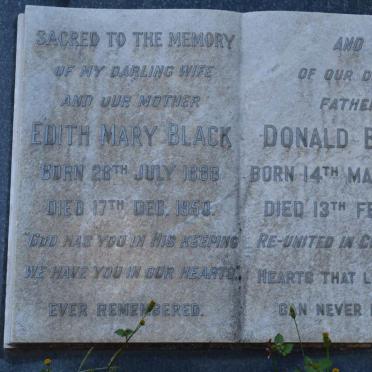 SACRED TO THE MEMORY
OF MY DARLING WIFE
AND OUR MOTHER
EDITH MARY BLACK
BORN 28TH JULY
DIED 17TH DEC.
"GOD HAS YOU IN HIS KEEPING
WE HAVE YOU IN OUR HEARTS".
EVER REMEMBERED.
AND
OF OUR
FATHE
DONALD
BORN 14TH MA
DIED 13TH FE
RE-UNITED IN
HEARTS THAT L
CAN NEVER